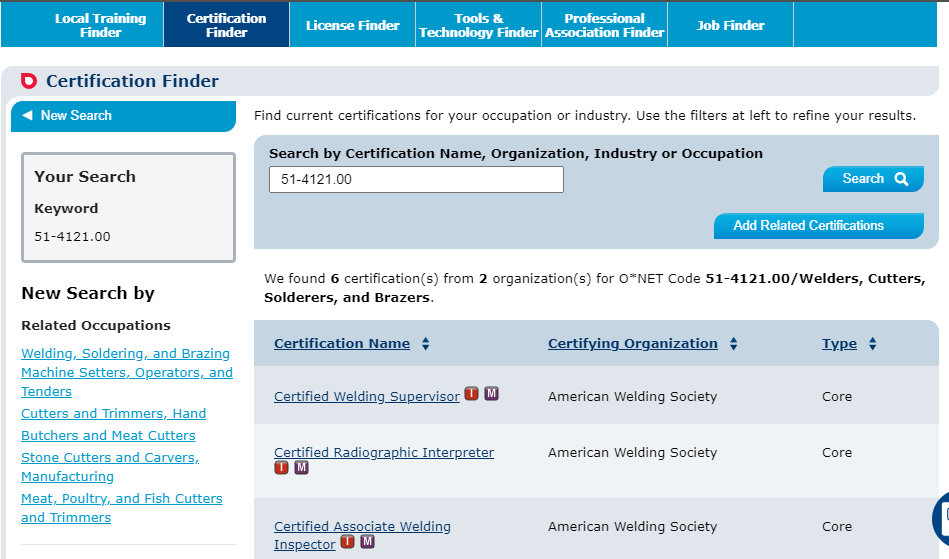 Local Training Finder
Certification Finder
License Finder
Tools & Technology Finder
Professional Association Finder
Job Finder
Certification Finder
New Search
Find current certifications for your occupation or industry. Use the filters at left to refine your results.
Your Search
Keyword
51-4121.00
Search by Certification Name, Organization, Industry or Occupation
51-4121.00
Search
Add Related Certifications
New Search by
Related Occupations
Welding, Soldering, and Brazing
Machine Setters, Operators, and
Tenders
Cutters and Trimmers, Hand
Butchers and Meat Cutters
Stone Cutters and Carvers,
Manufacturing
Meat, Poultry, and Fish Cutters
and Trimmers
We found 6 certification(s) from 2 organization(s) for O*NET Code 51-4121.00/Welders, Cutters,
Solderers, and Brazers.
Certification Name Certifying Organization Type
Certified Welding Supervisor T M American Welding Society Core
Certified Radiographic Interpreter American Welding Society Core
T M
Certified Associate Welding American Welding Society Core
Inspector T M